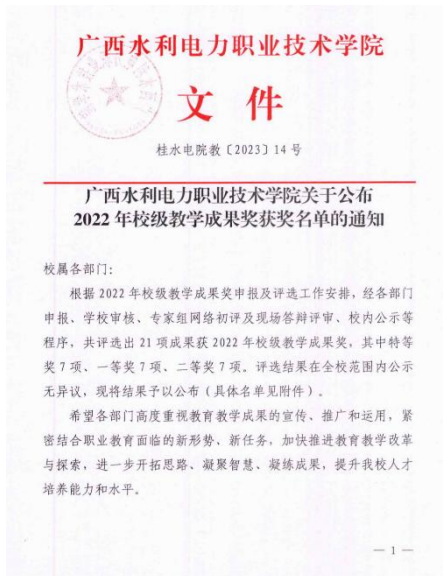 广西水利电力职业技术学院
文件
桂水电院教〔2023〕14号
广西水利电力职业技术学院关于公布
2022年校级教学成果奖获奖名单的通知
校属各部门：
根据2022年校级教学成果奖申报及评选工作安排，经各部门
申报、学校审核、专家组网络初评及现场答辩评审、校内公示等
程序，共评选出21项成果获2022年校级教学成果奖，其中特等
奖7项、一等奖7项、二等奖7项。评选结果在全校范围内公示
无异议，现将结果予以公布（具体名单见附件）。
希望各部门高度重视教育教学成果的宣传、推广和运用，紧
密结合职业教育面临的新形势、新任务，加快推进教育教学改革
与探索，进一步开拓思路、凝聚智慧、凝练成果，提升我校人才
培养能力和水平。
— 1 —